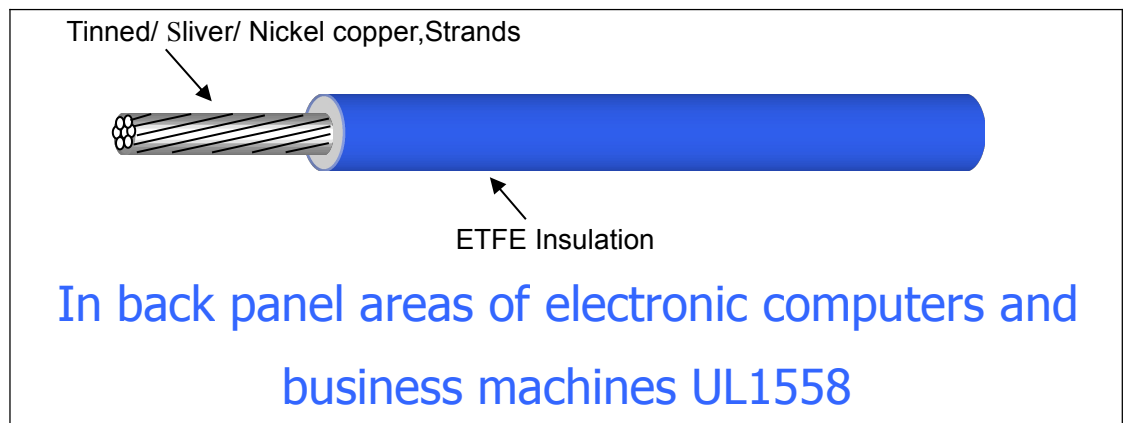 Tinned/ Sliver/ Nickel copper,Strands
ETFE Insulation
In back panel areas of electronic computers and
business machines UL1558